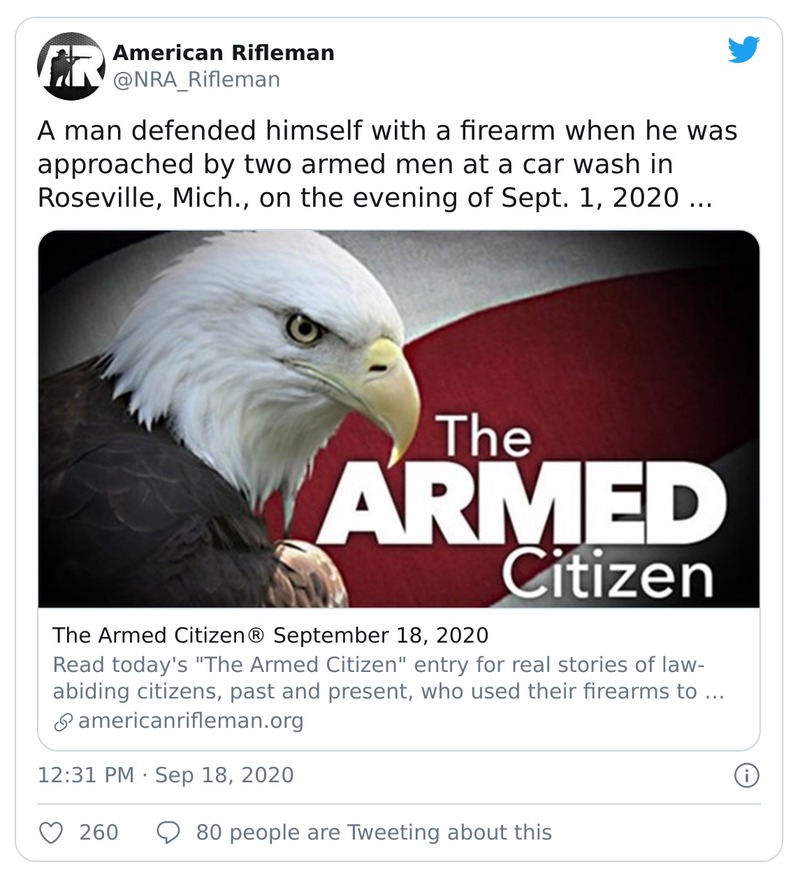 American Rifleman
@NRA_Rifleman
A man defended himself with a firearm when he was
approached by two armed men at a car wash in
Roseville, Mich., on the evening of Sept. 1, 2020 ...
The
ARMED
Citizen
The Armed Citizen® September 18, 2020
Read today's "The Armed Citizen" entry for real stories of law-
abiding citizens, past and present, who used their firearms to ...
americanrifleman.org
12:31 PM · Sep 18, 2020
260
80 people are Tweeting about this